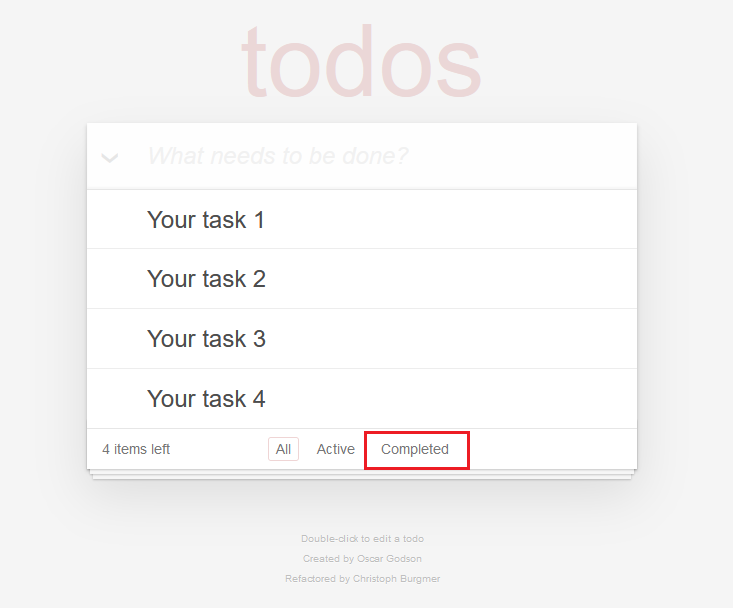 todos
What needs to be done?
Your task 1
Your task 2
Your task 3
Your task 4
4 items left All Active Completed
Double-click to edit a todo
Created by Oscar Godson
Refactored by Christoph Burgmer